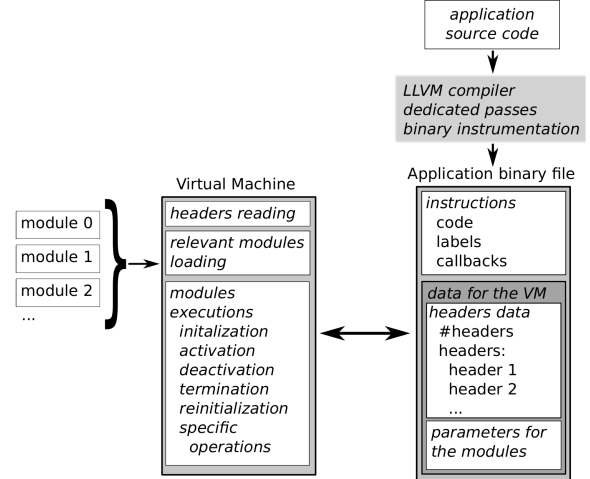 application
source code
LLVM compiler
dedicated passes
binary instrumentation
Application binary file
instructions
code
labels
callbacks
data for the VM
headers data
#headers
headers:
header 1
header 2
...
parameters for
the modules
Virtual Machine
headers reading
relevant modules
loading
modules
executions
initalization
activation
deactivation
termination
reinitialization
specific
operations
module 0
module 1
module 2
...